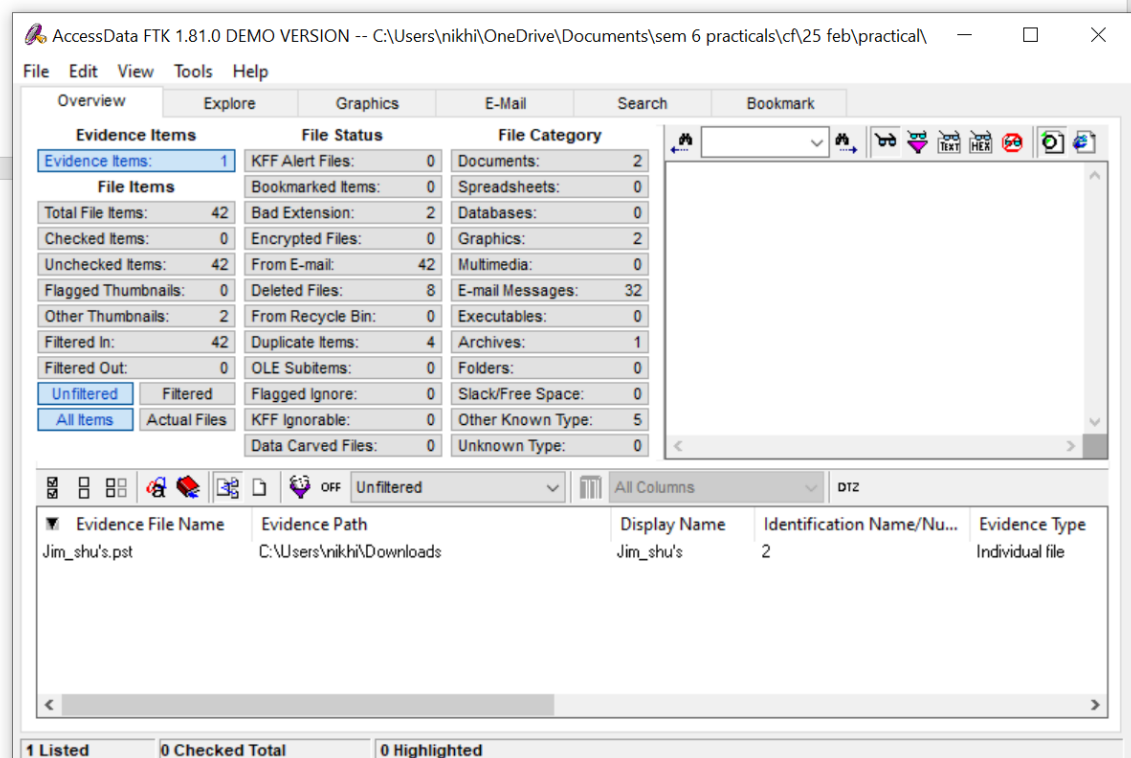 AccessData FTK 1.81.0 DEMO VERSION -- C:\Users\nikhi\OneDrive\Documents\sem 6 practicals\cf\25 feb\practical\
File Edit View Tools Help
Overview Explore Graphics E-Mail Search Bookmark
Evidence Items
Evidence Items: 1
File Items
Total File Items: 42
Checked Items: 0
Unchecked Items: 42
Flagged Thumbnails: 0
Other Thumbnails: 2
Filtered In: 42
Filtered Out: 0
Unfiltered Filtered
All Items Actual Files
File Status
KFF Alert Files: 0
Bookmarked Items: 0
Bad Extension: 2
Encrypted Files: 0
From E-mail: 42
Deleted Files: 8
From Recycle Bin: 0
Duplicate Items: 4
OLE Subitems: 0
Flagged Ignore: 0
KFF Ignorable: 0
Data Carved Files: 0
File Category
Documents: 2
Spreadsheets: 0
Databases: 0
Graphics: 2
Multimedia: 0
E-mail Messages: 32
Executables: 0
Archives: 1
Folders: 0
Slack/Free Space: 0
Other Known Type: 5
Unknown Type: 0
TEXT HEX
OFF Unfiltered All Columns DTZ
Evidence File Name Evidence Path Display Name Identification Name/Nu... Evidence Type
Jim_shu's.pst C:\Users\nikhi\Downloads Jim_shu's 2 Individual file
1 Listed 0 Checked Total 0 Highlighted